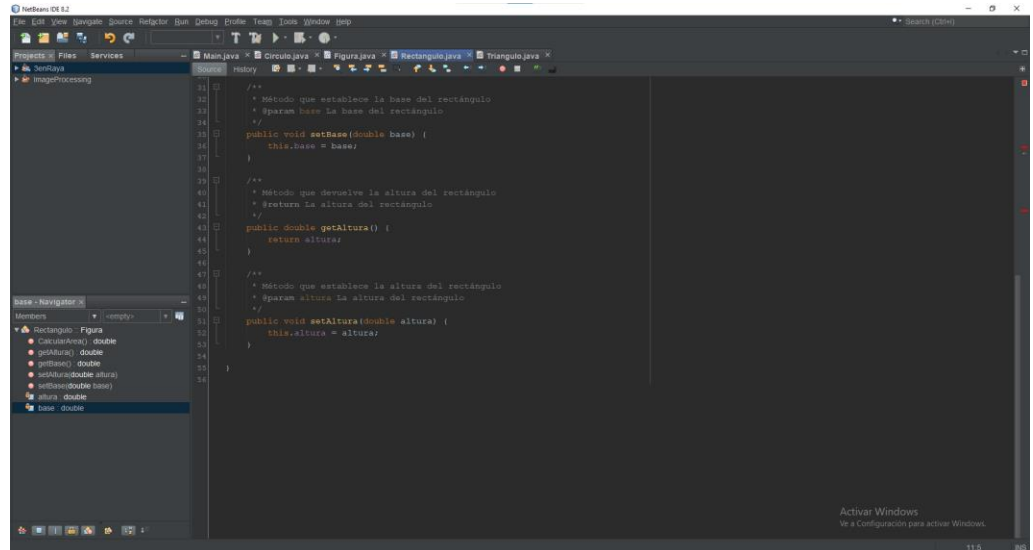 NetBeans IDE 8.2
File Edit View Navigate Source Refactor Run Debug Profile Team Tools Window Help
Search (Ctrl+I)
Projects × Files Services
Main.java × Circulo.java × Figura.java × Rectangulo.java × Triangulo.java ×
3enRaya
Source History
ImageProcessing
31 /**
32 * Método que establece la base del rectángulo
33 * @param base La base del rectángulo
34 */
35 public void setBase(double base) {
36 this.base = base;
37 }
38
39 /**
40 * Método que devuelve la altura del rectángulo
41 * @return La altura del rectángulo
42 */
43 public double getAltura() {
44 return altura;
45 }
46
47 /**
48 * Método que establece la altura del rectángulo
49 * @param altura La altura del rectángulo
50 */
51 public void setAltura(double altura) {
52 this.altura = altura;
53 }
54
55 }
56
base - Navigator ×
Members <empty>
Rectangulo :: Figura
CalcularArea() : double
getAltura() : double
getBase() : double
setAltura(double altura)
setBase(double base)
altura : double
base : double
Activar Windows
Ve a Configuración para activar Windows.
11:5 INS